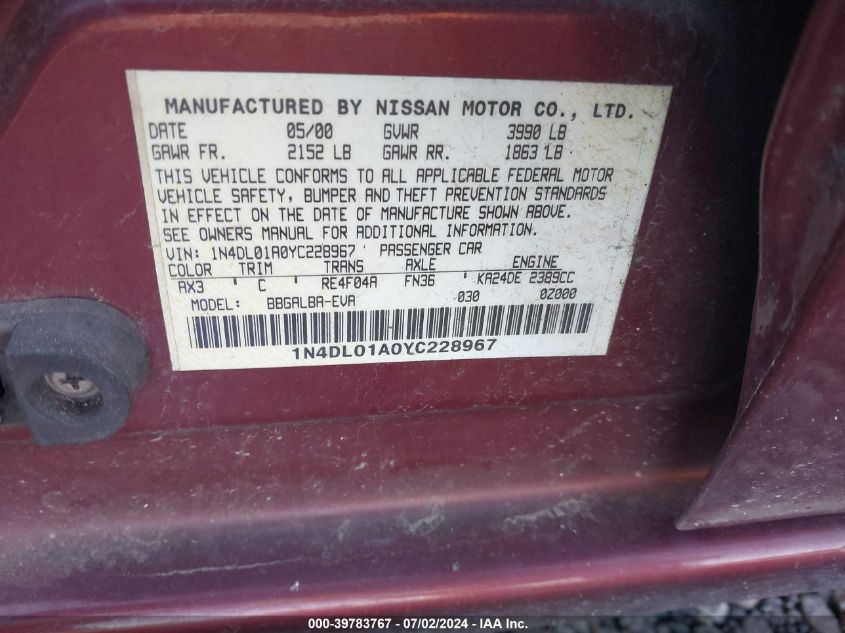 MANUFACTURED BY NISSAN MOTOR CO., LTD.
DATE 05/00 GVWR 3990 LB
GAWR FR. 2152 LB GAWR RR. 1863 LB
THIS VEHICLE CONFORMS TO ALL APPLICABLE FEDERAL MOTOR
VEHICLE SAFETY, BUMPER AND THEFT PREVENTION STANDARDS
IN EFFECT ON THE DATE OF MANUFACTURE SHOWN ABOVE.
SEE OWNERS MANUAL FOR ADDITIONAL INFORMATION.
VIN: 1N4DL01A0YC228967 PASSENGER CAR
COLOR TRIM TRANS AXLE ENGINE
AX3 C RE4F04A FN36 KA24DE 2389CC
MODEL: BBGALBA-EVA 030 0Z000
1N4DL01A0YC228967
000-39783767 - 07/02/2024 - 1 S.T.I.